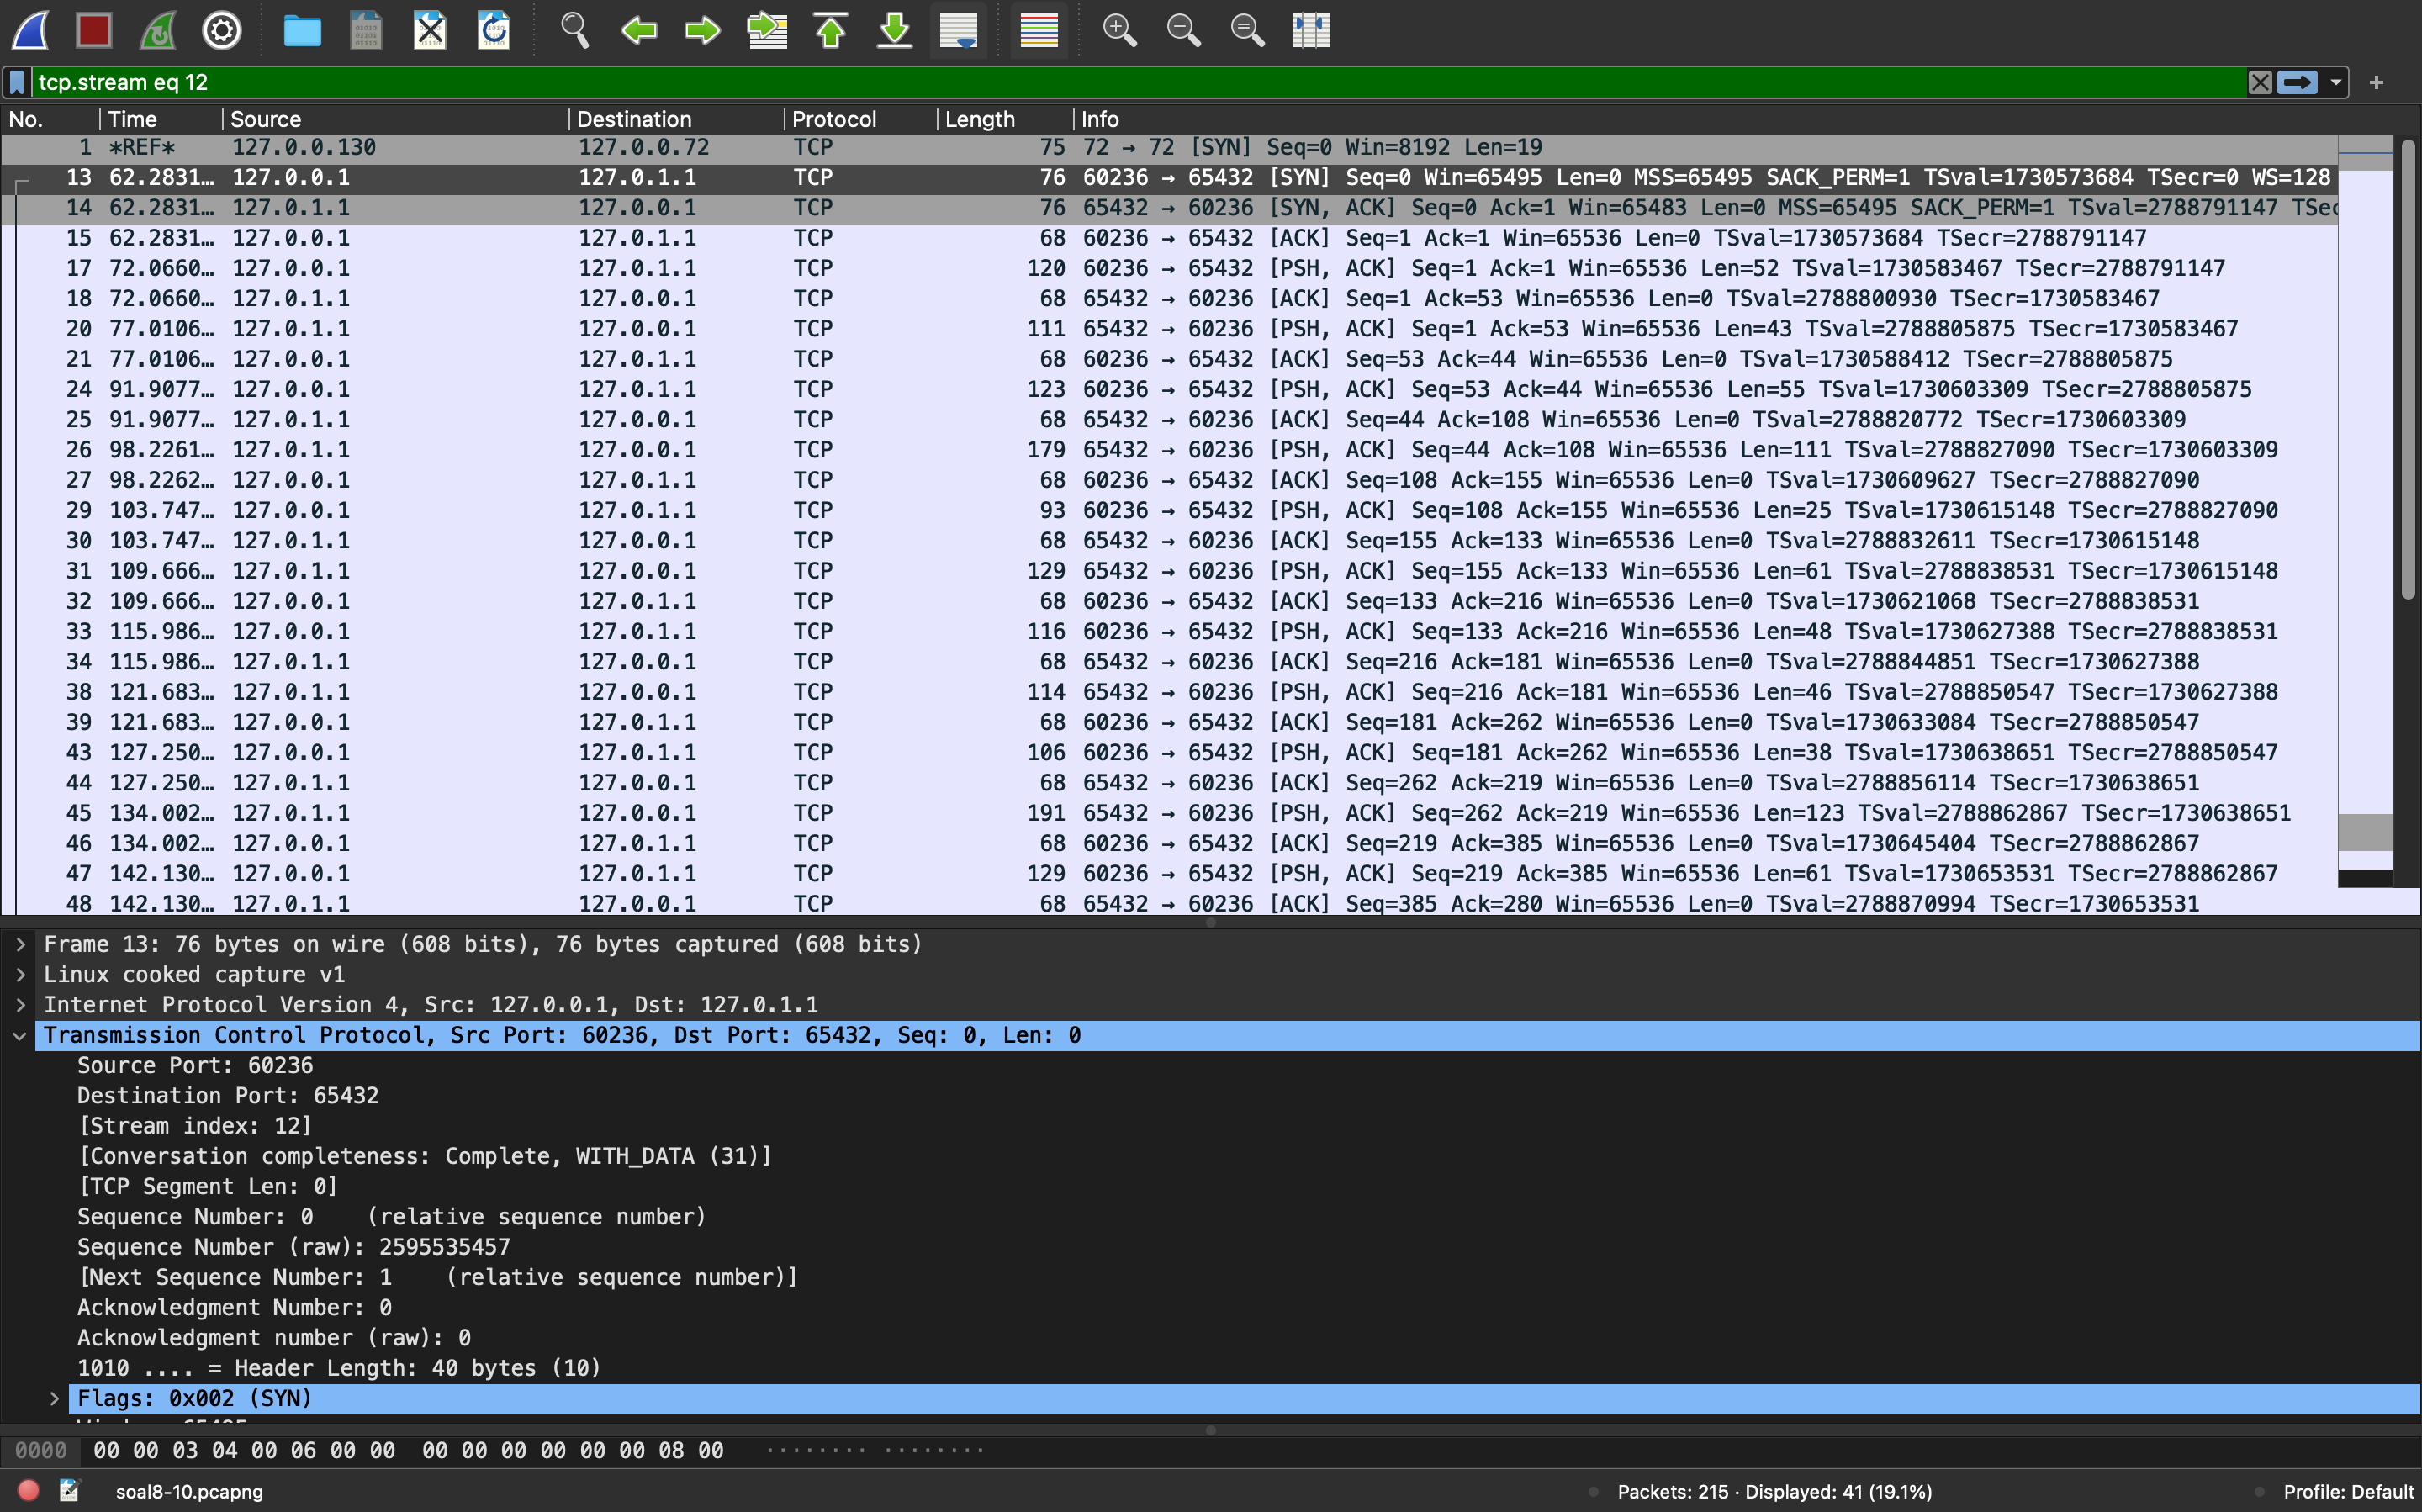 tcp.stream eq 12
No. Time Source Destination Protocol Length Info
1 *REF* 127.0.0.130 127.0.0.72 TCP 75 72 → 72 [SYN] Seq=0 Win=8192 Len=19
13 62.2831… 127.0.0.1 127.0.1.1 TCP 76 60236 → 65432 [SYN] Seq=0 Win=65495 Len=0 MSS=65495 SACK_PERM=1 TSval=1730573684 TSecr=0 WS=128
14 62.2831… 127.0.1.1 127.0.0.1 TCP 76 65432 → 60236 [SYN, ACK] Seq=0 Ack=1 Win=65483 Len=0 MSS=65495 SACK_PERM=1 TSval=2788791147 TSec
15 62.2831… 127.0.0.1 127.0.1.1 TCP 68 60236 → 65432 [ACK] Seq=1 Ack=1 Win=65536 Len=0 TSval=1730573684 TSecr=2788791147
17 72.0660… 127.0.0.1 127.0.1.1 TCP 120 60236 → 65432 [PSH, ACK] Seq=1 Ack=1 Win=65536 Len=52 TSval=1730583467 TSecr=2788791147
18 72.0660… 127.0.1.1 127.0.0.1 TCP 68 65432 → 60236 [ACK] Seq=1 Ack=53 Win=65536 Len=0 TSval=2788800930 TSecr=1730583467
20 77.0106… 127.0.1.1 127.0.0.1 TCP 111 65432 → 60236 [PSH, ACK] Seq=1 Ack=53 Win=65536 Len=43 TSval=2788805875 TSecr=1730583467
21 77.0106… 127.0.0.1 127.0.1.1 TCP 68 60236 → 65432 [ACK] Seq=53 Ack=44 Win=65536 Len=0 TSval=1730588412 TSecr=2788805875
24 91.9077… 127.0.0.1 127.0.1.1 TCP 123 60236 → 65432 [PSH, ACK] Seq=53 Ack=44 Win=65536 Len=55 TSval=1730603309 TSecr=2788805875
25 91.9077… 127.0.1.1 127.0.0.1 TCP 68 65432 → 60236 [ACK] Seq=44 Ack=108 Win=65536 Len=0 TSval=2788820772 TSecr=1730603309
26 98.2261… 127.0.1.1 127.0.0.1 TCP 179 65432 → 60236 [PSH, ACK] Seq=44 Ack=108 Win=65536 Len=111 TSval=2788827090 TSecr=1730603309
27 98.2262… 127.0.0.1 127.0.1.1 TCP 68 60236 → 65432 [ACK] Seq=108 Ack=155 Win=65536 Len=0 TSval=1730609627 TSecr=2788827090
29 103.747… 127.0.0.1 127.0.1.1 TCP 93 60236 → 65432 [PSH, ACK] Seq=108 Ack=155 Win=65536 Len=25 TSval=1730615148 TSecr=2788827090
30 103.747… 127.0.1.1 127.0.0.1 TCP 68 65432 → 60236 [ACK] Seq=155 Ack=133 Win=65536 Len=0 TSval=2788832611 TSecr=1730615148
31 109.666… 127.0.1.1 127.0.0.1 TCP 129 65432 → 60236 [PSH, ACK] Seq=155 Ack=133 Win=65536 Len=61 TSval=2788838531 TSecr=1730615148
32 109.666… 127.0.0.1 127.0.1.1 TCP 68 60236 → 65432 [ACK] Seq=133 Ack=216 Win=65536 Len=0 TSval=1730621068 TSecr=2788838531
33 115.986… 127.0.0.1 127.0.1.1 TCP 116 60236 → 65432 [PSH, ACK] Seq=133 Ack=216 Win=65536 Len=48 TSval=1730627388 TSecr=2788838531
34 115.986… 127.0.1.1 127.0.0.1 TCP 68 65432 → 60236 [ACK] Seq=216 Ack=181 Win=65536 Len=0 TSval=2788844851 TSecr=1730627388
38 121.683… 127.0.1.1 127.0.0.1 TCP 114 65432 → 60236 [PSH, ACK] Seq=216 Ack=181 Win=65536 Len=46 TSval=2788850547 TSecr=1730627388
39 121.683… 127.0.0.1 127.0.1.1 TCP 68 60236 → 65432 [ACK] Seq=181 Ack=262 Win=65536 Len=0 TSval=1730633084 TSecr=2788850547
43 127.250… 127.0.0.1 127.0.1.1 TCP 106 60236 → 65432 [PSH, ACK] Seq=181 Ack=262 Win=65536 Len=38 TSval=1730638651 TSecr=2788850547
44 127.250… 127.0.1.1 127.0.0.1 TCP 68 65432 → 60236 [ACK] Seq=262 Ack=219 Win=65536 Len=0 TSval=2788856114 TSecr=1730638651
45 134.002… 127.0.1.1 127.0.0.1 TCP 191 65432 → 60236 [PSH, ACK] Seq=262 Ack=219 Win=65536 Len=123 TSval=2788862867 TSecr=1730638651
46 134.002… 127.0.0.1 127.0.1.1 TCP 68 60236 → 65432 [ACK] Seq=219 Ack=385 Win=65536 Len=0 TSval=1730645404 TSecr=2788862867
47 142.130… 127.0.0.1 127.0.1.1 TCP 129 60236 → 65432 [PSH, ACK] Seq=219 Ack=385 Win=65536 Len=61 TSval=1730653531 TSecr=2788862867
48 142.130… 127.0.1.1 127.0.0.1 TCP 68 65432 → 60236 [ACK] Seq=385 Ack=280 Win=65536 Len=0 TSval=2788870994 TSecr=1730653531
Frame 13: 76 bytes on wire (608 bits), 76 bytes captured (608 bits)
Linux cooked capture v1
Internet Protocol Version 4, Src: 127.0.0.1, Dst: 127.0.1.1
Transmission Control Protocol, Src Port: 60236, Dst Port: 65432, Seq: 0, Len: 0
Source Port: 60236
Destination Port: 65432
[Stream index: 12]
[Conversation completeness: Complete, WITH_DATA (31)]
[TCP Segment Len: 0]
Sequence Number: 0    (relative sequence number)
Sequence Number (raw): 2595535457
[Next Sequence Number: 1    (relative sequence number)]
Acknowledgment Number: 0
Acknowledgment number (raw): 0
1010 .... = Header Length: 40 bytes (10)
Flags: 0x002 (SYN)
0000 00 00 03 04 00 06 00 00 00 00 00 00 00 00 08 00 ········ ········
soal8-10.pcapng Packets: 215 · Displayed: 41 (19.1%) Profile: Default